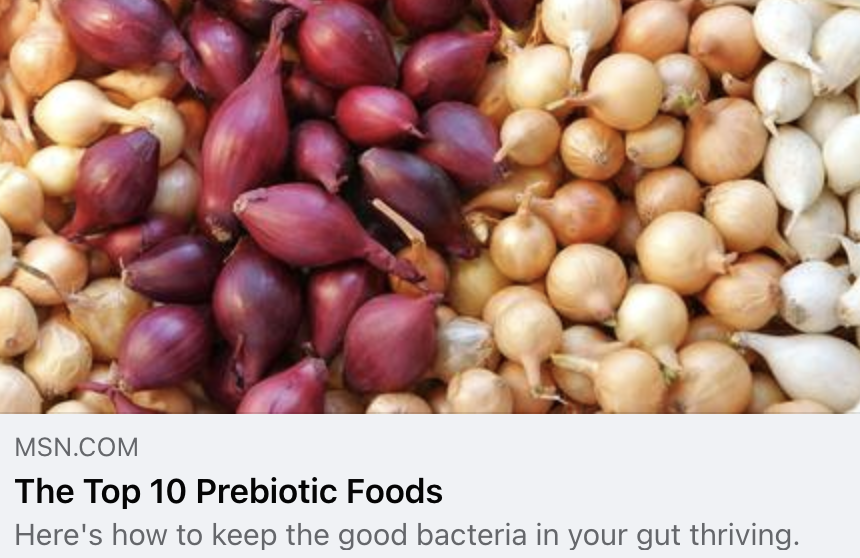 MSN.COM
The Top 10 Prebiotic Foods
Here's how to keep the good bacteria in your gut thriving.